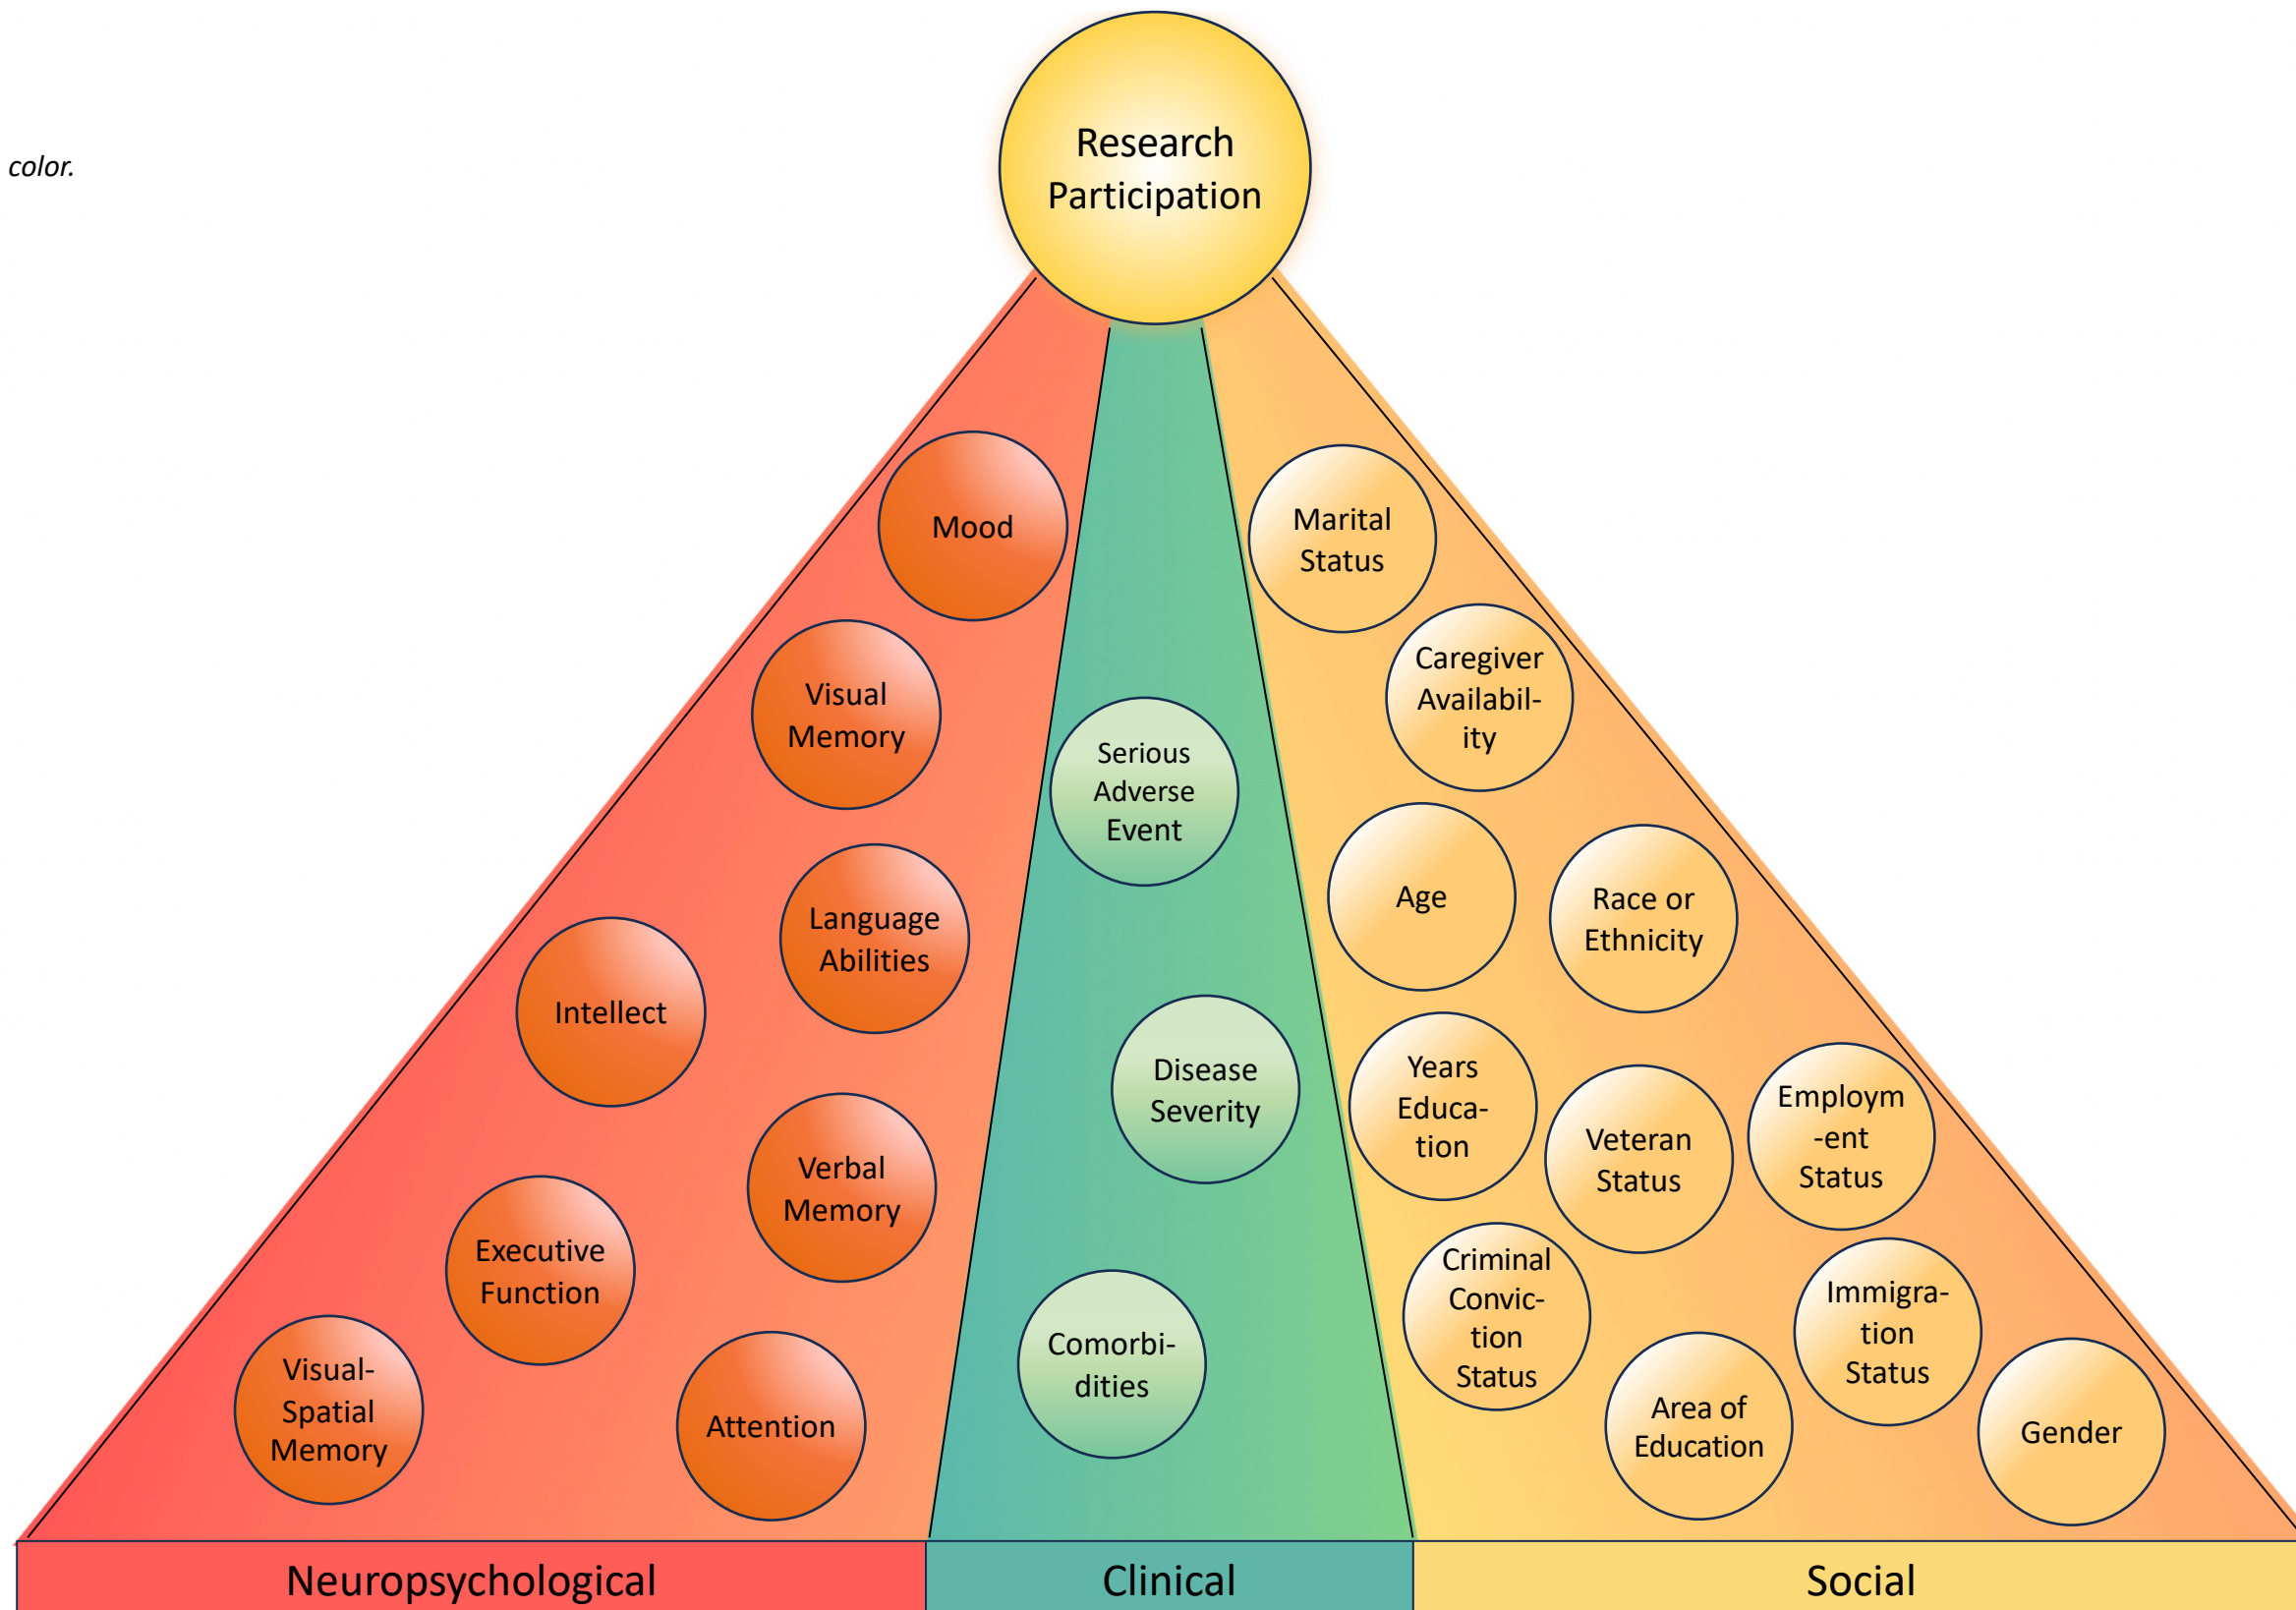 color.
Research
Participation
Mood
Visual
Memory
Language
Abilities
Intellect
Verbal
Memory
Executive
Function
Visual-
Spatial
Memory
Attention
Serious
Adverse
Event
Disease
Severity
Comorbi-
dities
Marital
Status
Caregiver
Availabil-
ity
Age
Race or
Ethnicity
Years
Educa-
tion
Veteran
Status
Employm
-ent
Status
Criminal
Convic-
tion
Status
Immigra-
tion
Status
Area of
Education
Gender
Neuropsychological
Clinical
Social